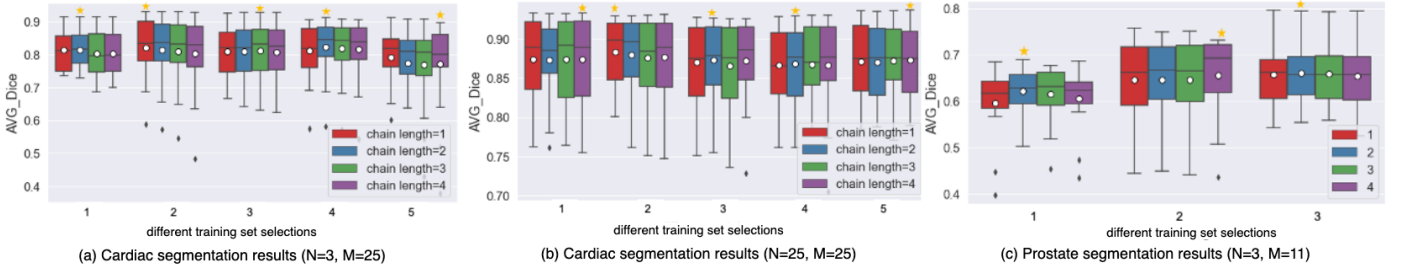 0.9
0.8
0.7
0.6
0.5
0.4
AVG_Dice
chain length=1
chain length=2
chain length=3
chain length=4
1 2 3 4 5
different training set selections
(a) Cardiac segmentation results (N=3, M=25)
0.90
0.85
0.80
0.75
0.70
AVG_Dice
chain length=1
chain length=2
chain length=3
chain length=4
1 2 3 4 5
different training set selections
(b) Cardiac segmentation results (N=25, M=25)
0.8
0.7
0.6
0.5
0.4
AVG_Dice
1
2
3
4
1 2 3
different training set selections
(c) Prostate segmentation results (N=3, M=11)